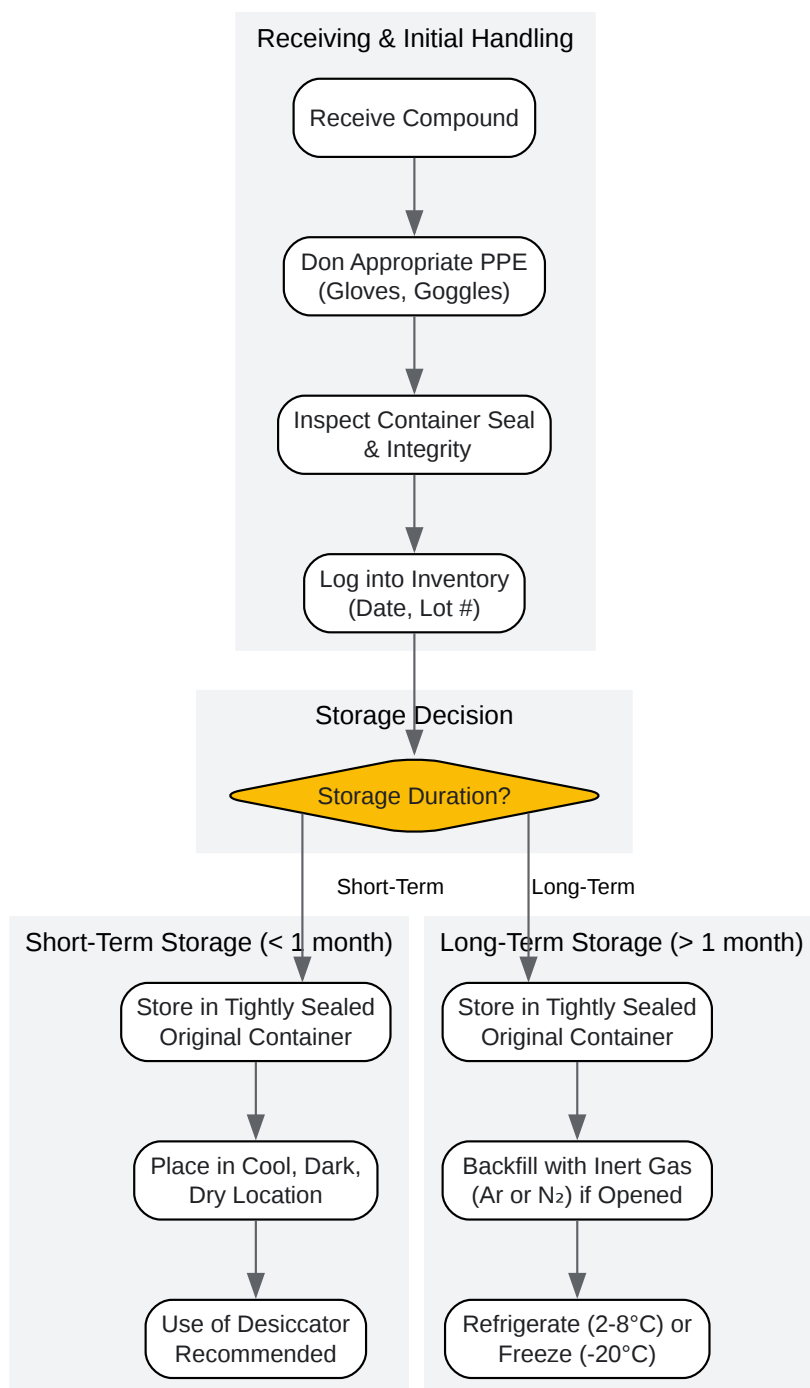 Receiving & Initial Handling
Receive Compound
Don Appropriate PPE
(Gloves, Goggles)
Inspect Container Seal
& Integrity
Log into Inventory
(Date, Lot #)
Storage Decision
Storage Duration?
Short-Term
Long-Term
Short-Term Storage (< 1 month)
Store in Tightly Sealed
Original Container
Place in Cool, Dark,
Dry Location
Use of Desiccator
Recommended
Long-Term Storage (> 1 month)
Store in Tightly Sealed
Original Container
Backfill with Inert Gas
(Ar or N₂) if Opened
Refrigerate (2-8°C) or
Freeze (-20°C)